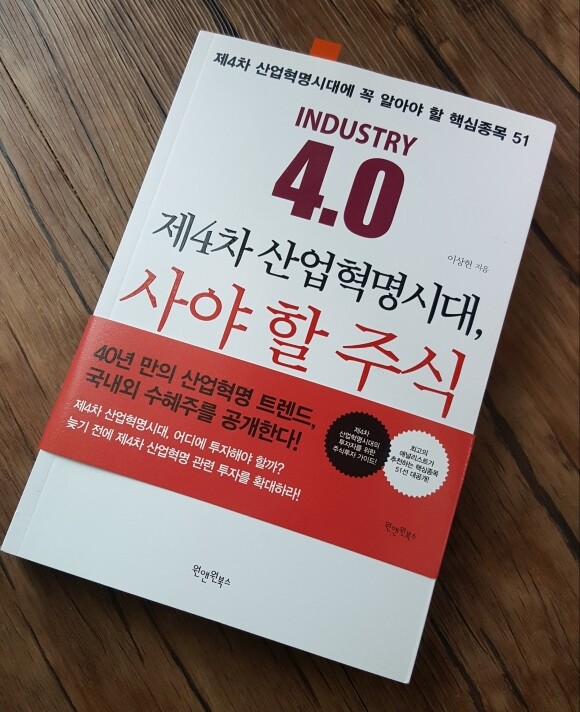 제4차 산업혁명시대에 꼭 알아야 할 핵심종목 51
INDUSTRY
4.0
이상헌 지음
제4차 산업혁명시대,
사야 할 주식
40년 만의 산업혁명 트렌드,
국내외 수혜주를 공개한다!
제4차 산업혁명시대, 어디에 투자해야 할까?
늦기 전에 제4차 산업혁명 관련 투자를 확대하라!
제4차
산업혁명시대의
투자자를 위한
주식투자 가이드!
최고의
애널리스트가
추천하는 핵심종목
51선 대공개!
원앤원북스
원앤원북스